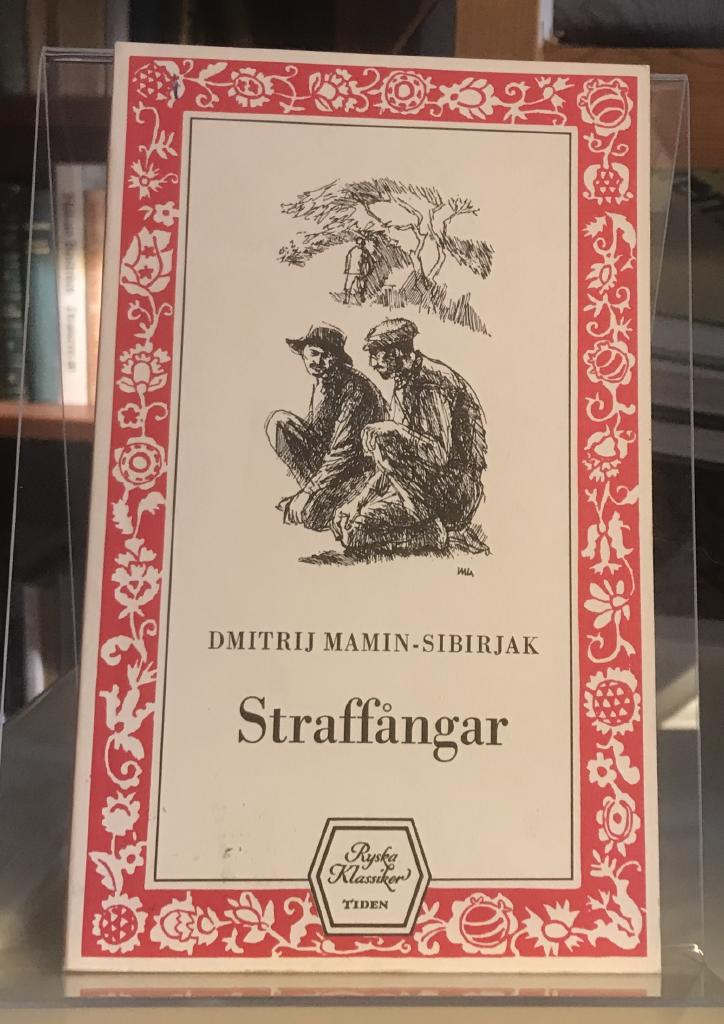 DMITRIJ MAMIN-SIBIRJAK
Straffångar
Ryska
Klassiker
TIDEN